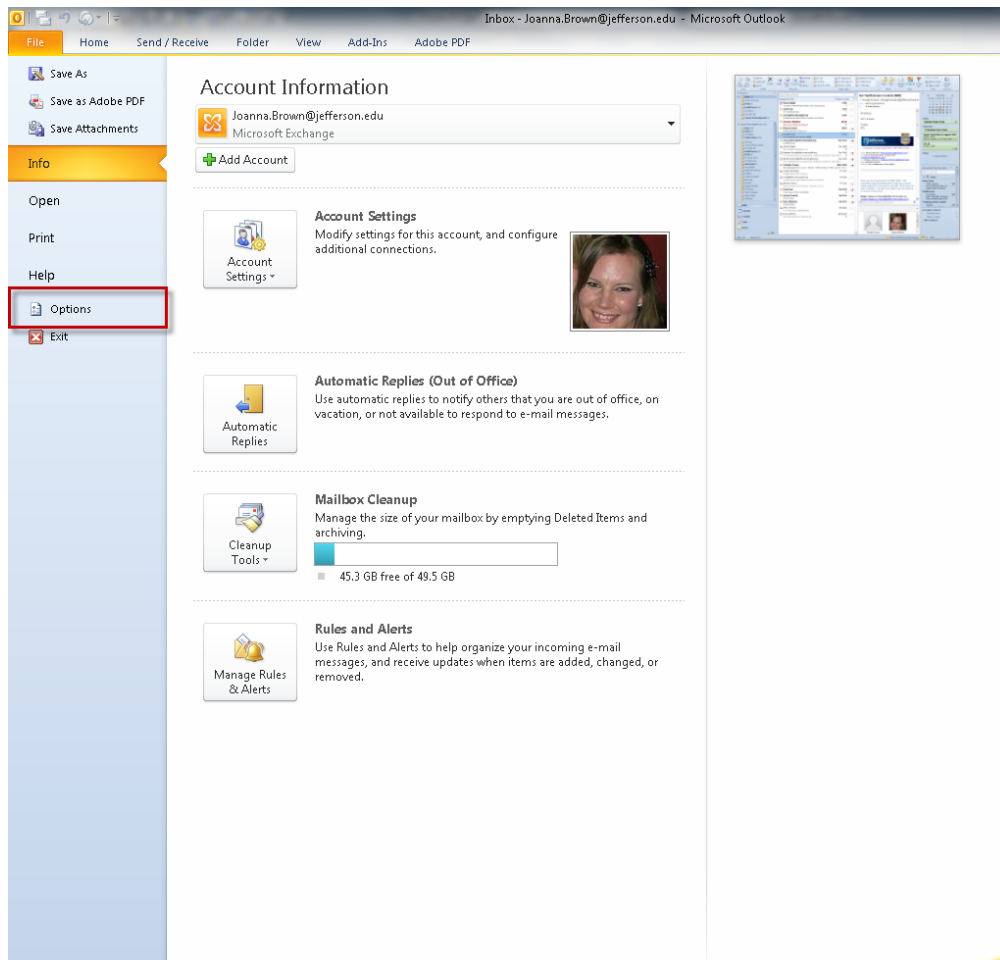 Inbox - Joanna.Brown@jefferson.edu - Microsoft Outlook
File Home Send / Receive Folder View Add-Ins Adobe PDF
Save As
Save as Adobe PDF
Save Attachments
Info
Open
Print
Help
Options
Exit
Account Information
Joanna.Brown@jefferson.edu
Microsoft Exchange
Add Account
Account
Settings
Account Settings
Modify settings for this account, and configure
additional connections.
Automatic
Replies
Automatic Replies (Out of Office)
Use automatic replies to notify others that you are out of office, on
vacation, or not available to respond to e-mail messages.
Cleanup
Tools
Mailbox Cleanup
Manage the size of your mailbox by emptying Deleted Items and
archiving.
45.3 GB free of 49.5 GB
Manage Rules
& Alerts
Rules and Alerts
Use Rules and Alerts to help organize your incoming e-mail
messages, and receive updates when items are added, changed, or
removed.